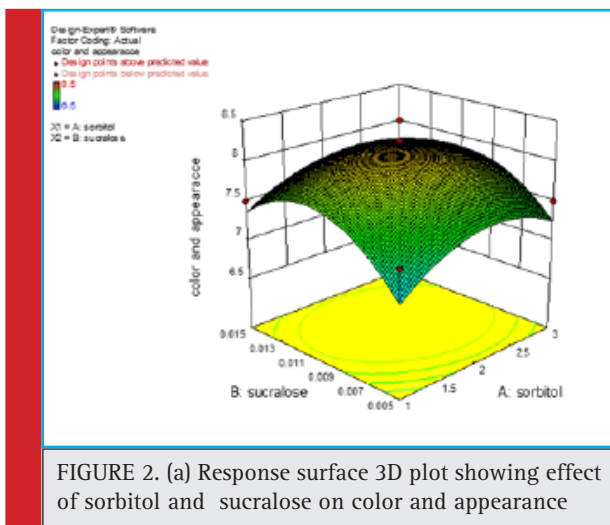 Design-Expert® Software
Factor Coding: Actual
color and appearacce
Design points above predicted value
Design points below predicted value
8.5
6.5
X1 = A: sorbitol
X2 = B: sucralose
8.5
8
7.5
7
6.5
color and appearacce
0.015
0.013
0.011
0.009
0.007
0.005
B: sucralose
1
1.5
2
2.5
3
A: sorbitol
FIGURE 2. (a) Response surface 3D plot showing effect
of sorbitol and sucralose on color and appearance